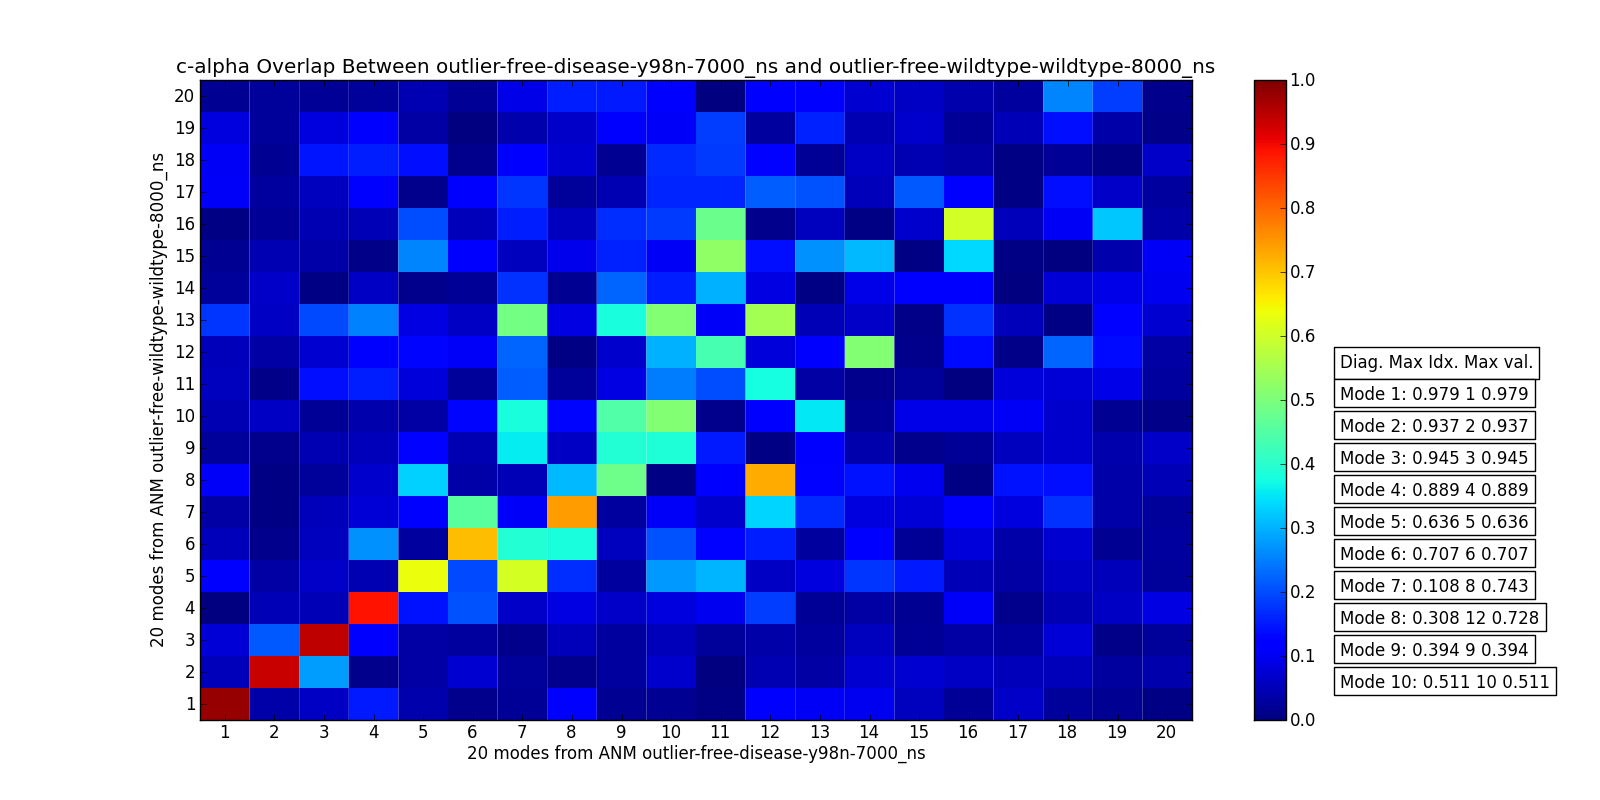 c-alpha Overlap Between outlier-free-disease-y98n-7000_ns and outlier-free-wildtype-wildtype-8000_ns
20 modes from ANM outlier-free-wildtype-wildtype-8000_ns
20
19
18
17
16
15
14
13
12
11
10
9
8
7
6
5
4
3
2
1
1 2 3 4 5 6 7 8 9 10 11 12 13 14 15 16 17 18 19 20
20 modes from ANM outlier-free-disease-y98n-7000_ns
1.0
0.9
0.8
0.7
0.6
0.5
0.4
0.3
0.2
0.1
0.0
Diag. Max Idx. Max val.
Mode 1: 0.979 1 0.979
Mode 2: 0.937 2 0.937
Mode 3: 0.945 3 0.945
Mode 4: 0.889 4 0.889
Mode 5: 0.636 5 0.636
Mode 6: 0.707 6 0.707
Mode 7: 0.108 8 0.743
Mode 8: 0.308 12 0.728
Mode 9: 0.394 9 0.394
Mode 10: 0.511 10 0.511